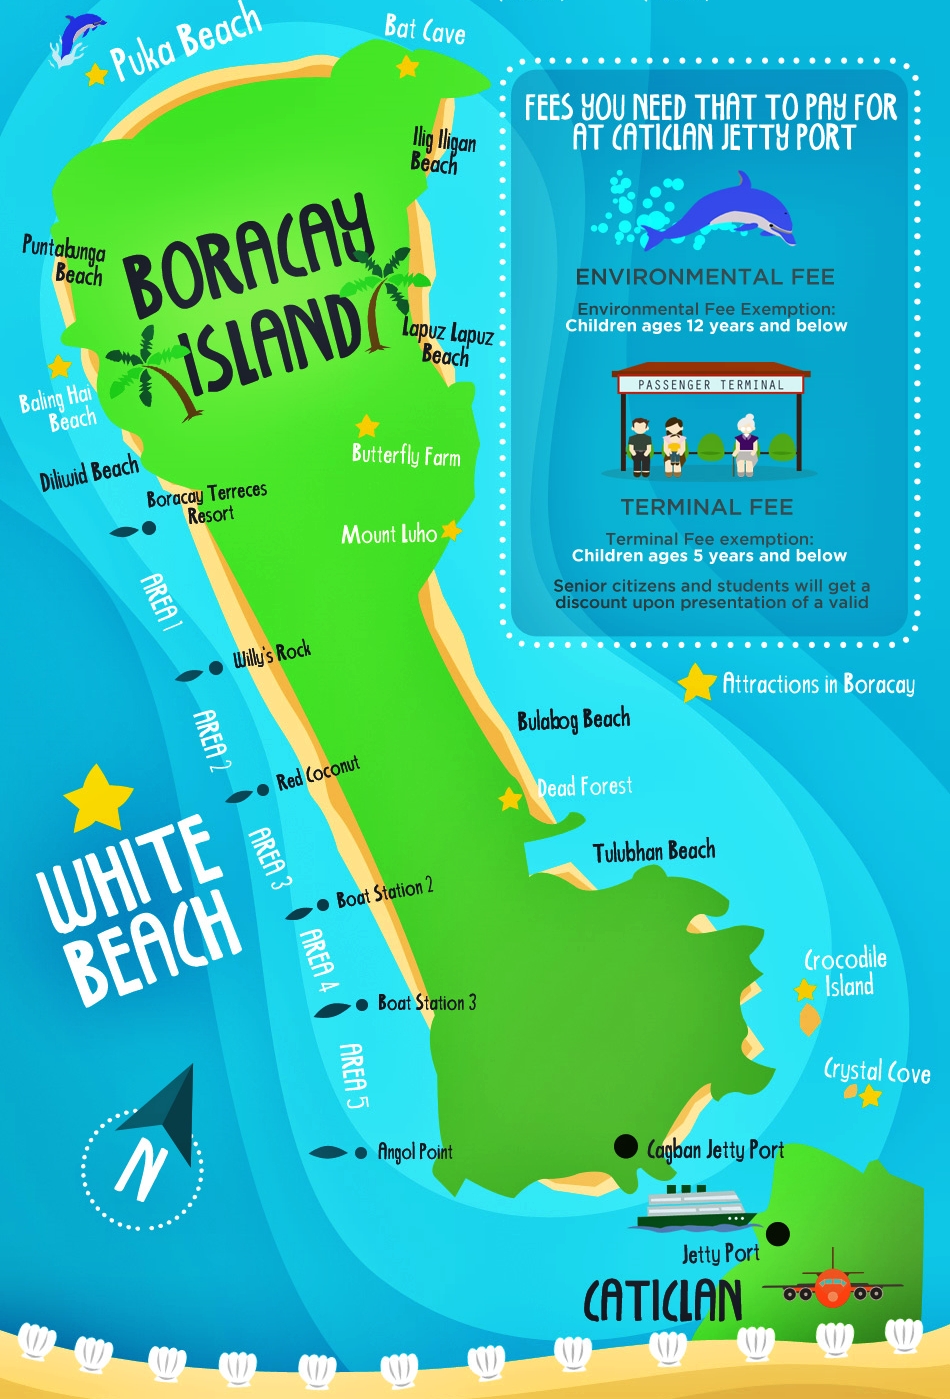 Puka Beach
Bat Cave
FEES YOU NEED THAT TO PAY FOR
AT CATICLAN JETTY PORT
Ilig Iligan
Beach
BORACAY
ISLAND
Puntabunga
Beach
ENVIRONMENTAL FEE
Environmental Fee Exemption:
Children ages 12 years and below
Lapuz Lapuz
Beach
PASSENGER TERMINAL
Baling Hai
Beach
Butterfly Farm
Diliwid Beach
Boracay Terreces
Resort
TERMINAL FEE
Terminal Fee exemption:
Children ages 5 years and below
Senior citizens and students will get a
discount upon presentation of a valid
Mount Luho
AREA 1
Willy's Rock
Attractions in Boracay
AREA 2
Bulabog Beach
Red Coconut
Dead Forest
WHITE
BEACH
AREA 3
Tulubhan Beach
Boat Station 2
AREA 4
Crocodile
Island
Boat Station 3
AREA 5
Crystal Cove
N
Angol Point
Cagban Jetty Port
Jetty Port
CATICLAN